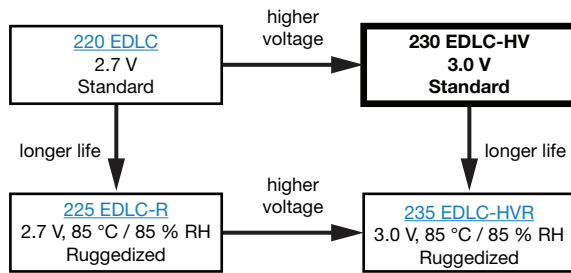 220 EDLC
2.7 V
Standard
higher
voltage
230 EDLC-HV
3.0 V
Standard
longer life
longer life
225 EDLC-R
2.7 V, 85 °C / 85 % RH
Ruggedized
higher
voltage
235 EDLC-HVR
3.0 V, 85 °C / 85 % RH
Ruggedized